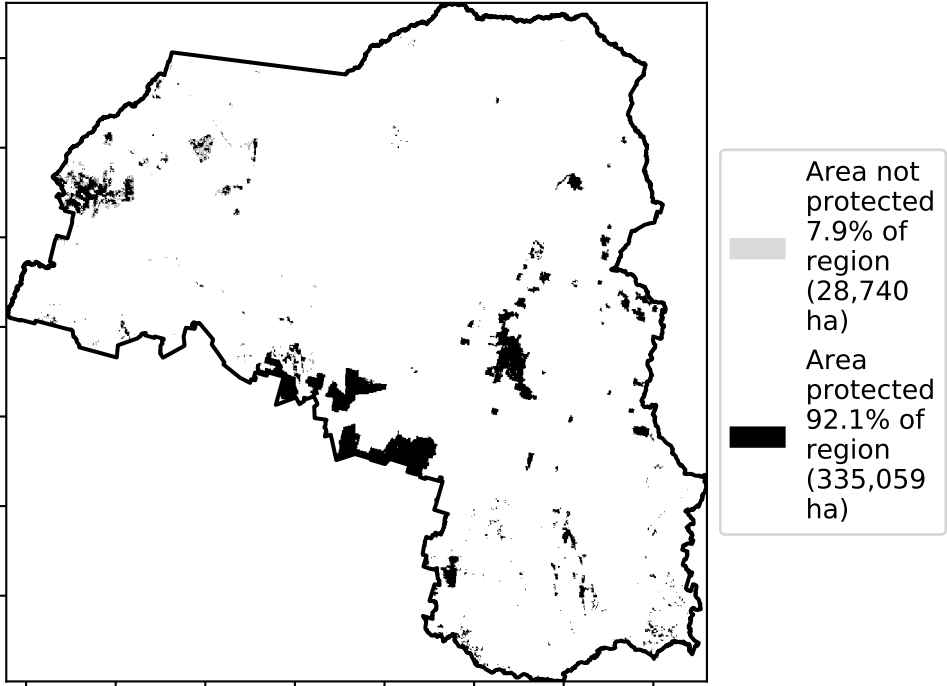 Area not
protected
7.9% of
region
(28,740
ha)
Area
protected
92.1% of
region
(335,059
ha)